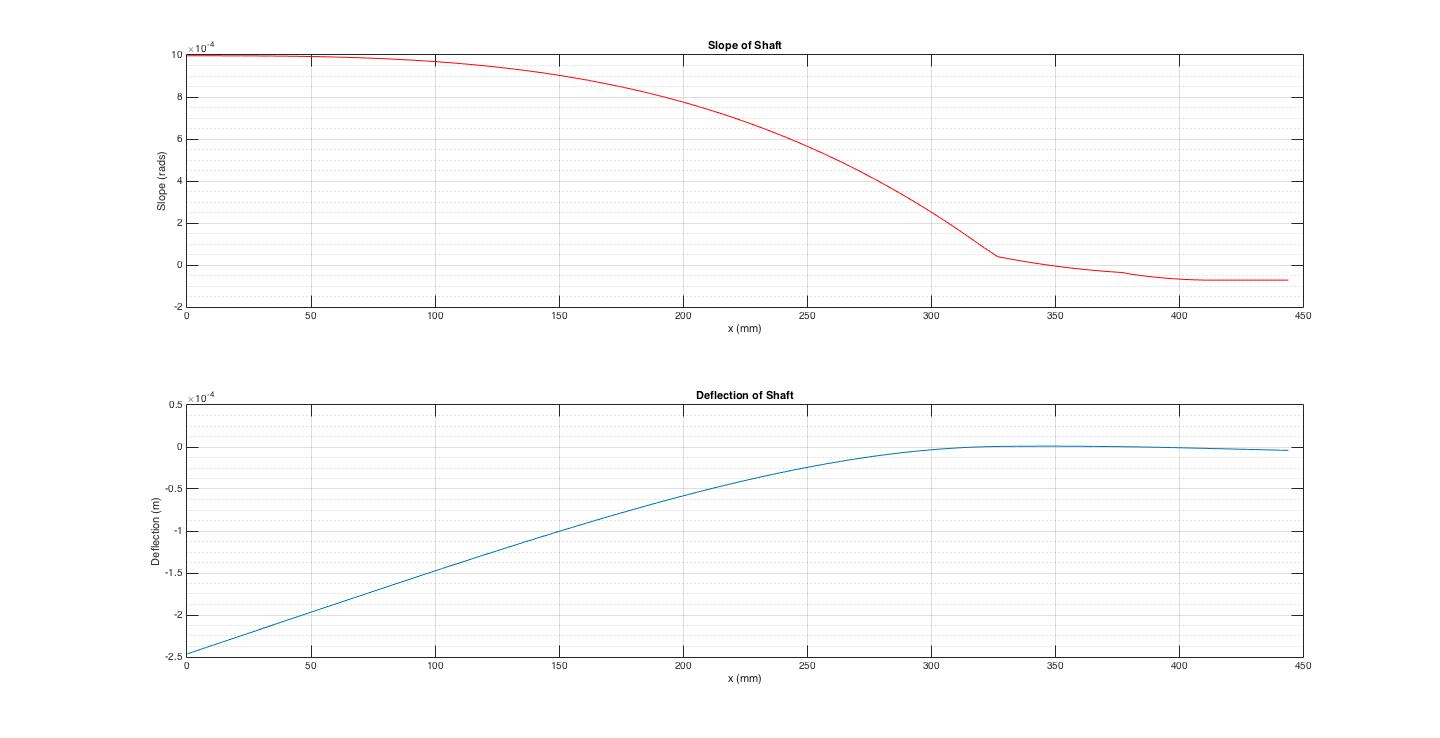 Slope of Shaft
×10-4
10
8
6
4
2
0
-2
Slope (rads)
0 50 100 150 200 250 300 350 400 450
x (mm)
Deflection of Shaft
×10-4
0.5
0
-0.5
-1
-1.5
-2
-2.5
Deflection (m)
0 50 100 150 200 250 300 350 400 450
x (mm)